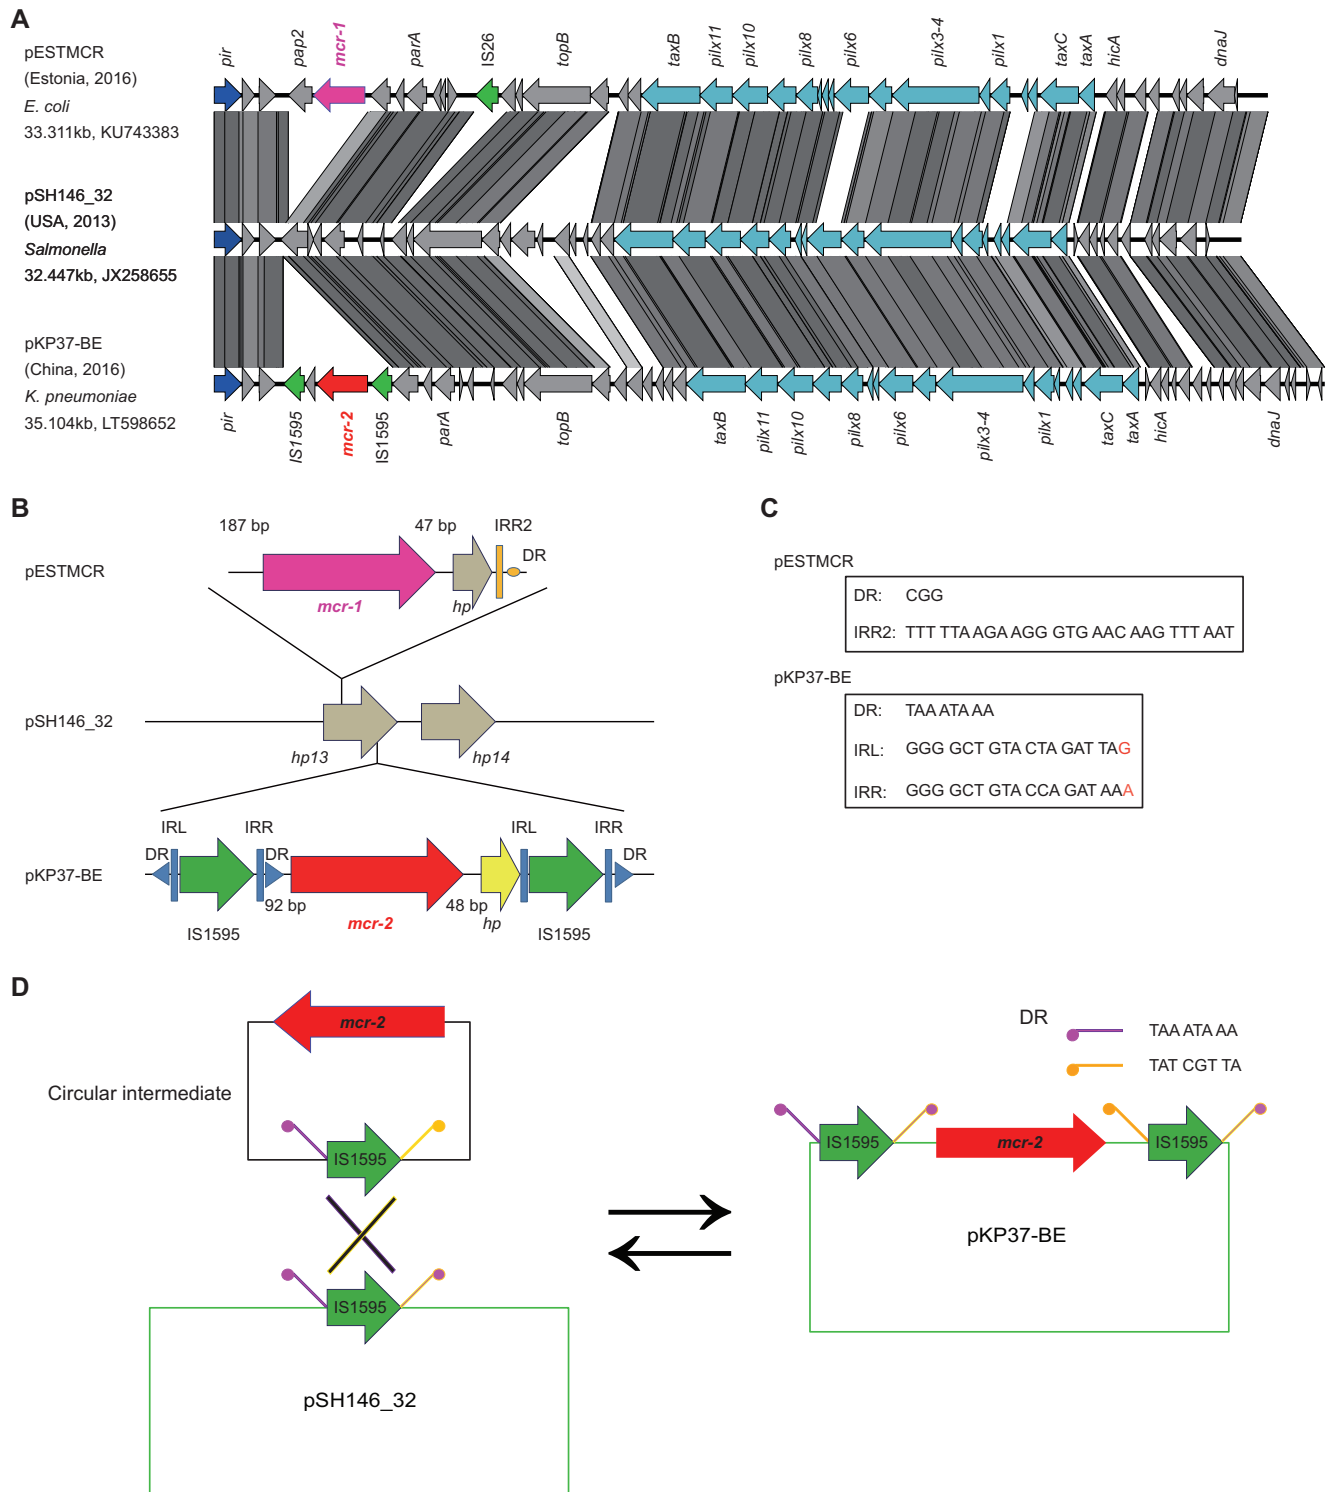 A
pir
pap2
mcr-1
parA
IS26
topB
taxB
pilx11
pilx10
pilx8
pilx6
pilx3-4
pilx1
taxC
taxA
hicA
dnaJ
pESTMCR
(Estonia, 2016)
E. coli
33.311kb, KU743383
pSH146_32
(USA, 2013)
Salmonella
32.447kb, JX258655
pKP37-BE
(China, 2016)
K. pneumoniae
35.104kb, LT598652
pir
IS1595
mcr-2
IS1595
parA
topB
taxB
pilx11
pilx10
pilx8
pilx6
pilx3-4
pilx1
taxC
taxA
hicA
dnaJ
B
187 bp
47 bp
IRR2
DR
pESTMCR
mcr-1
hp
pSH146_32
hp13
hp14
IRL
IRR
IRL
IRR
DR
DR
DR
pKP37-BE
92 bp
48 bp
IS1595
mcr-2
hp
IS1595
C
pESTMCR
DR: CGG
IRR2: TTT TTA AGA AGG GTG AAC AAG TTT AAT
pKP37-BE
DR: TAA ATA AA
IRL: GGG GCT GTA CTA GAT TAG
IRR: GGG GCT GTA CCA GAT AAA
D
mcr-2
Circular intermediate
IS1595
IS1595
pSH146_32
DR
TAA ATA AA
TAT CGT TA
IS1595
mcr-2
IS1595
pKP37-BE